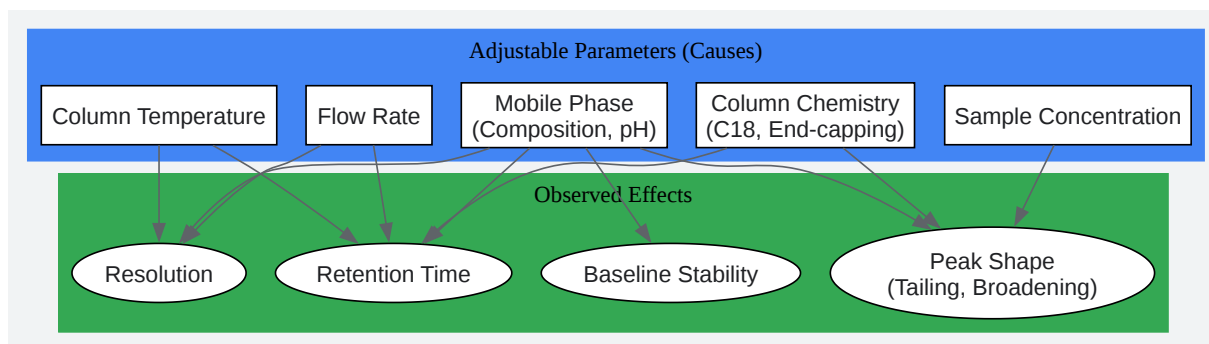 Adjustable Parameters (Causes)
Column Temperature
Flow Rate
Mobile Phase
(Composition, pH)
Column Chemistry
(C18, End-capping)
Sample Concentration
Observed Effects
Resolution
Retention Time
Baseline Stability
Peak Shape
(Tailing, Broadening)